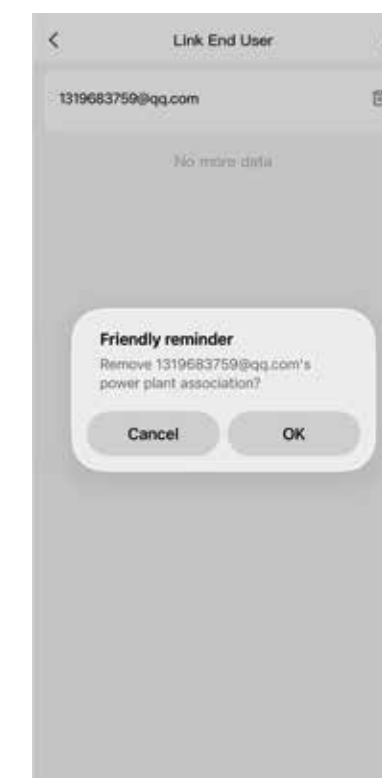 Link End User
1319683759@qq.com
No more data
Friendly reminder
Remove 1319683759@qq.com's
power plant association?
Cancel
OK